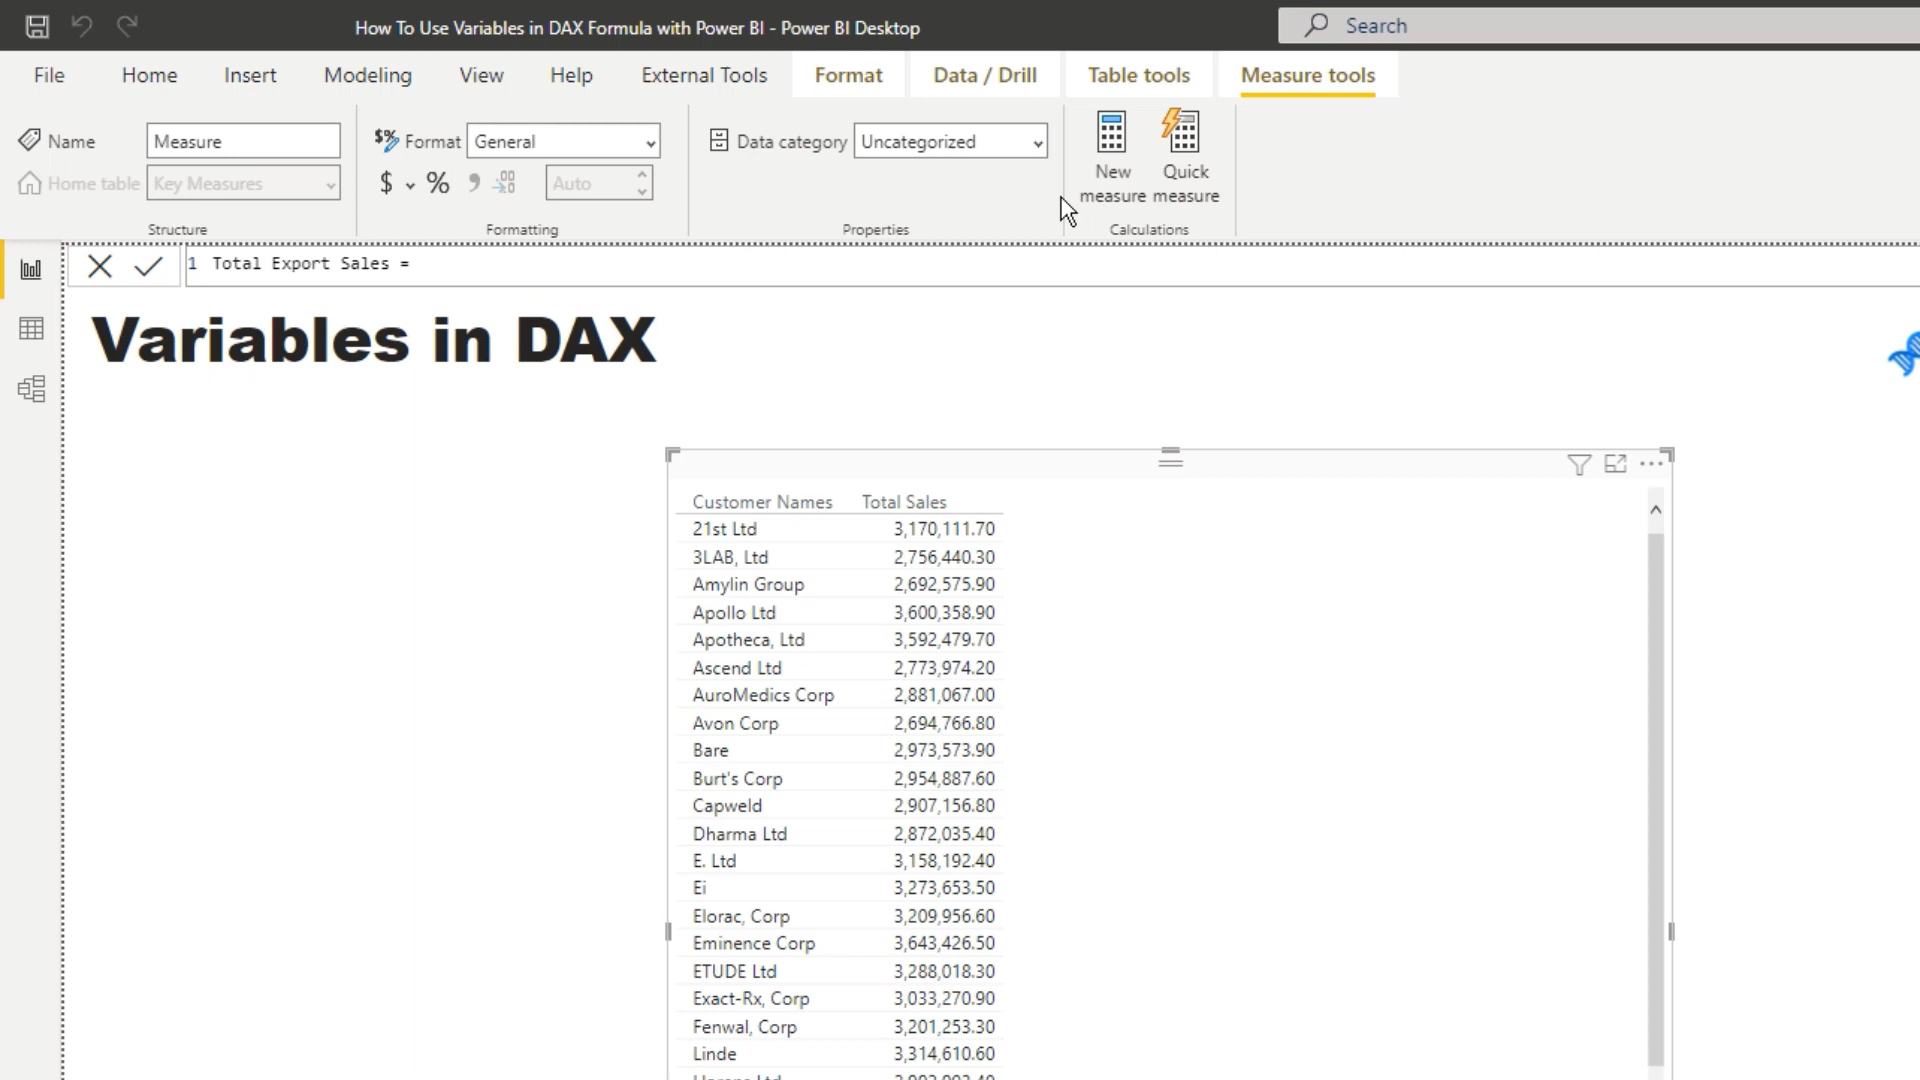 How To Use Variables in DAX Formula with Power BI - Power BI Desktop
Search
File Home Insert Modeling View Help External Tools Format Data / Drill Table tools Measure tools
Name Measure
Home table Key Measures
Structure
$% Format General
$ % Auto
Formatting
Data category Uncategorized
Properties
New measure
Quick measure
Calculations
1 Total Export Sales =
Variables in DAX
Customer Names Total Sales
21st Ltd 3,170,111.70
3LAB, Ltd 2,756,440.30
Amylin Group 2,692,575.90
Apollo Ltd 3,600,358.90
Apotheca, Ltd 3,592,479.70
Ascend Ltd 2,773,974.20
AuroMedics Corp 2,881,067.00
Avon Corp 2,694,766.80
Bare 2,973,573.90
Burt's Corp 2,954,887.60
Capweld 2,907,156.80
Dharma Ltd 2,872,035.40
E. Ltd 3,158,192.40
Ei 3,273,653.50
Elorac, Corp 3,209,956.60
Eminence Corp 3,643,426.50
ETUDE Ltd 3,288,018.30
Exact-Rx, Corp 3,033,270.90
Fenwal, Corp 3,201,253.30
Linde 3,314,610.60